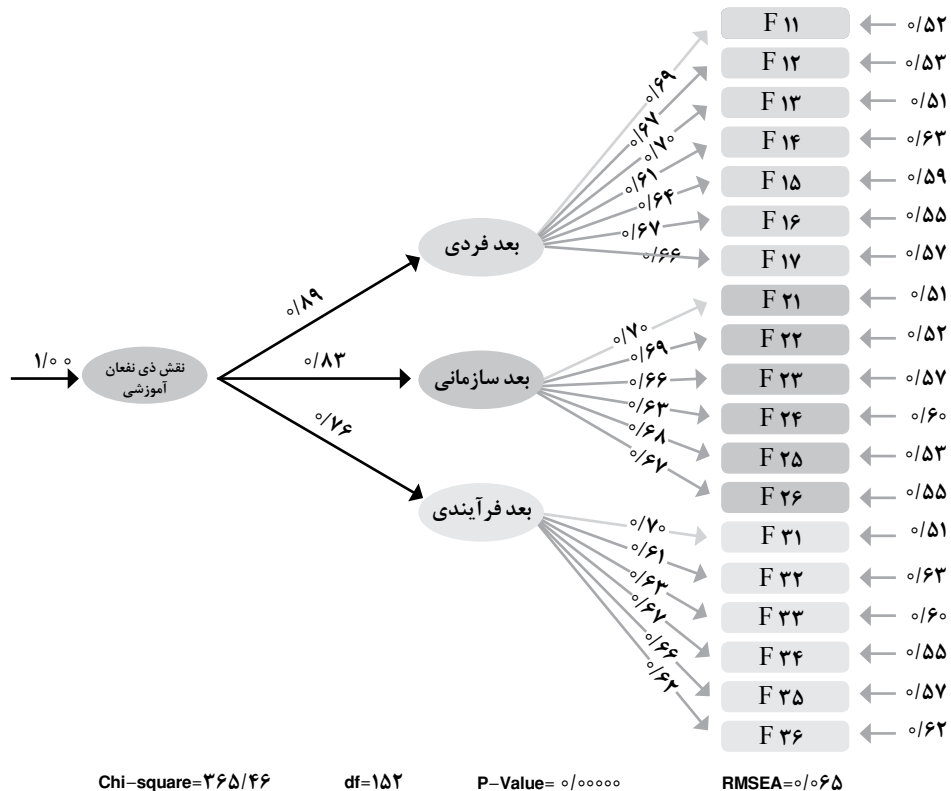 F ۱۱ ۰/۵۲
F ۱۲ ۰/۵۳
F ۱۳ ۰/۵۱
F ۱۴ ۰/۶۳
F ۱۵ ۰/۵۹
F ۱۶ ۰/۵۵
F ۱۷ ۰/۵۷
F ۲۱ ۰/۵۱
F ۲۲ ۰/۵۲
F ۲۳ ۰/۵۷
F ۲۴ ۰/۶۰
F ۲۵ ۰/۵۳
F ۲۶ ۰/۵۵
F ۳۱ ۰/۵۱
F ۳۲ ۰/۶۳
F ۳۳ ۰/۶۰
F ۳۴ ۰/۵۵
F ۳۵ ۰/۵۷
F ۳۶ ۰/۶۲
۰/۶۹
۰/۶۷
۰/۷۰
۰/۶۱
۰/۶۴
۰/۶۷
۰/۶۶
بعد فردی
۰/۷۰
۰/۶۹
۰/۶۶
۰/۶۳
۰/۶۸
۰/۶۷
بعد سازمانی
۰/۷۰
۰/۶۱
۰/۶۳
۰/۶۷
۰/۶۶
۰/۶۲
بعد فرآیندی
۰/۸۹
۰/۸۳
۰/۷۶
۱/۰۰
نقش ذی نفعان
آموزشی
Chi-square=۳۶۵/۴۶ df=۱۵۲ P-Value= ۰/۰۰۰۰۰ RMSEA=۰/۰۶۵